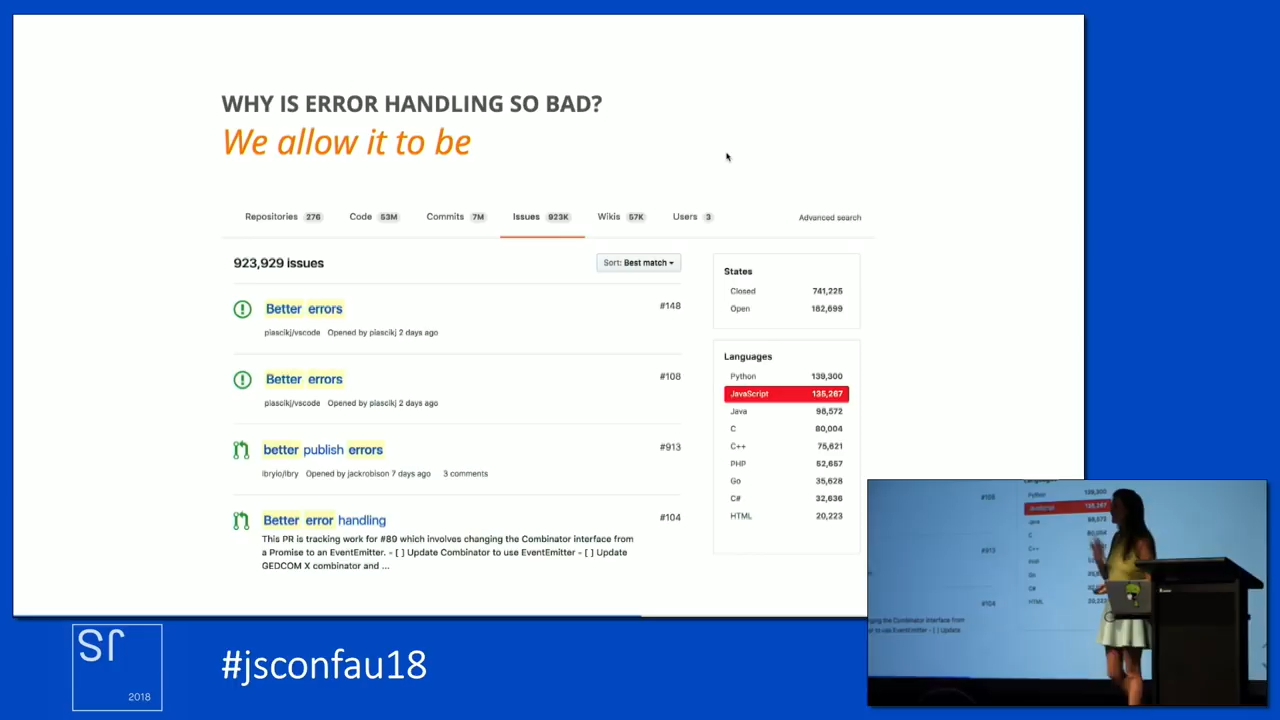 WHY IS ERROR HANDLING SO BAD?
We allow it to be
Repositories 276 Code 53M Commits 7M Issues 923K Wikis 57K Users 3 Advanced search
923,929 issues
Sort: Best match
Better errors #148
piascikj/vscode Opened by piascikj 2 days ago
Better errors #108
piascikj/vscode Opened by piascikj 2 days ago
better publish errors #913
lbryio/lbry Opened by jackrobison 7 days ago 3 comments
Better error handling #104
This PR is tracking work for #89 which involves changing the Combinator interface from
a Promise to an EventEmitter. - [ ] Update Combinator to use EventEmitter - [ ] Update
GEDCOM X combinator and ...
States
Closed 741,225
Open 182,699
Languages
Python 139,300
JavaScript 135,267
Java 98,572
C 80,004
C++ 75,621
PHP 52,657
Go 35,628
C# 32,636
HTML 20,223
2018
#jsconfau18